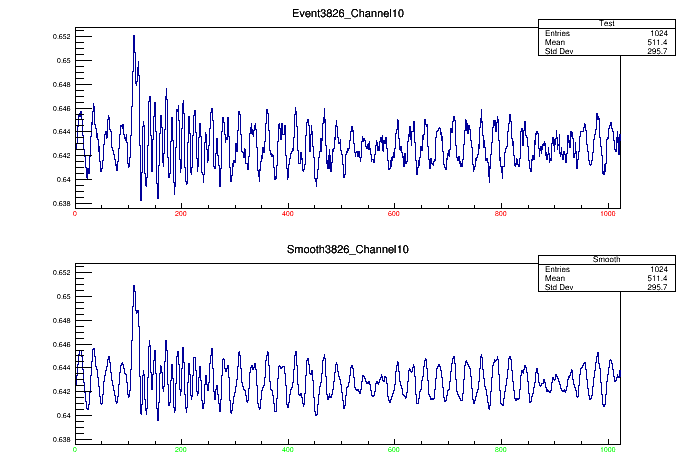 Event3826_Channel10
Test
Entries 1024
Mean 511.4
Std Dev 295.7
0.652
0.65
0.648
0.646
0.644
0.642
0.64
0.638
0 200 400 600 800 1000
Smooth3826_Channel10
Smooth
Entries 1024
Mean 511.4
Std Dev 295.7
0.652
0.65
0.648
0.646
0.644
0.642
0.64
0.638
0 200 400 600 800 1000